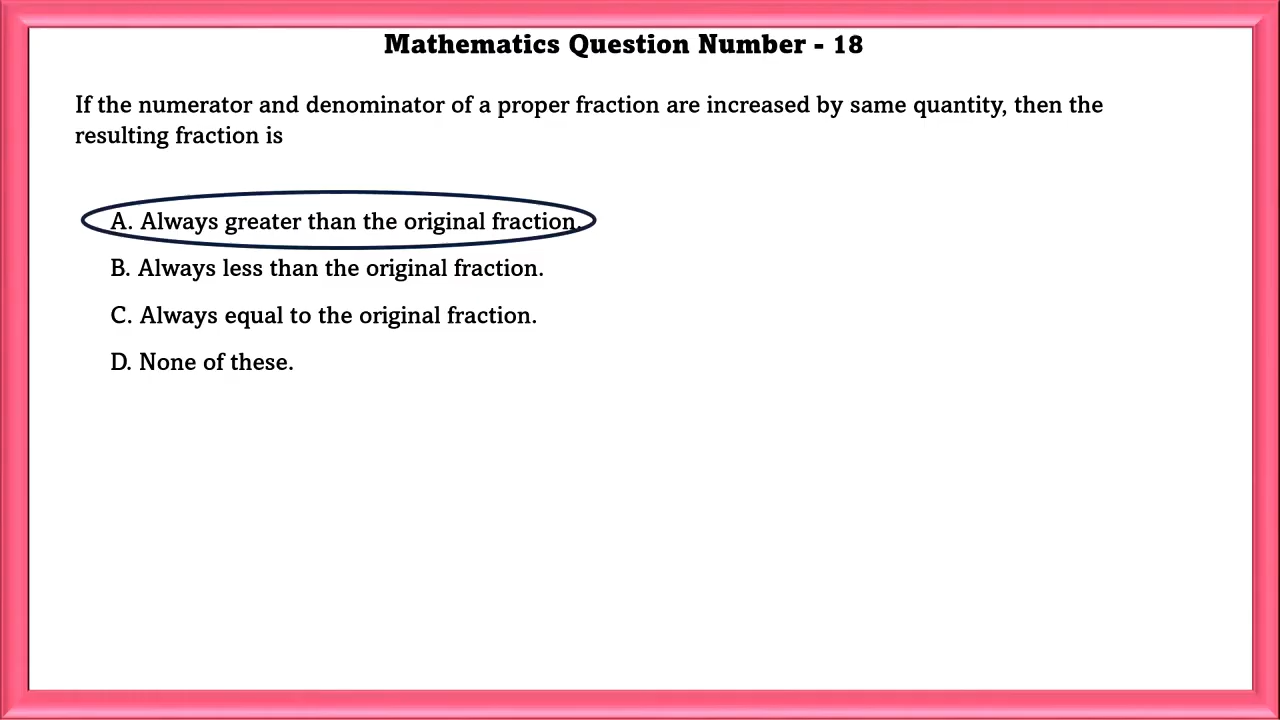 Mathematics Question Number - 18
If the numerator and denominator of a proper fraction are increased by same quantity, then the
resulting fraction is
A. Always greater than the original fraction.
B. Always less than the original fraction.
C. Always equal to the original fraction.
D. None of these.